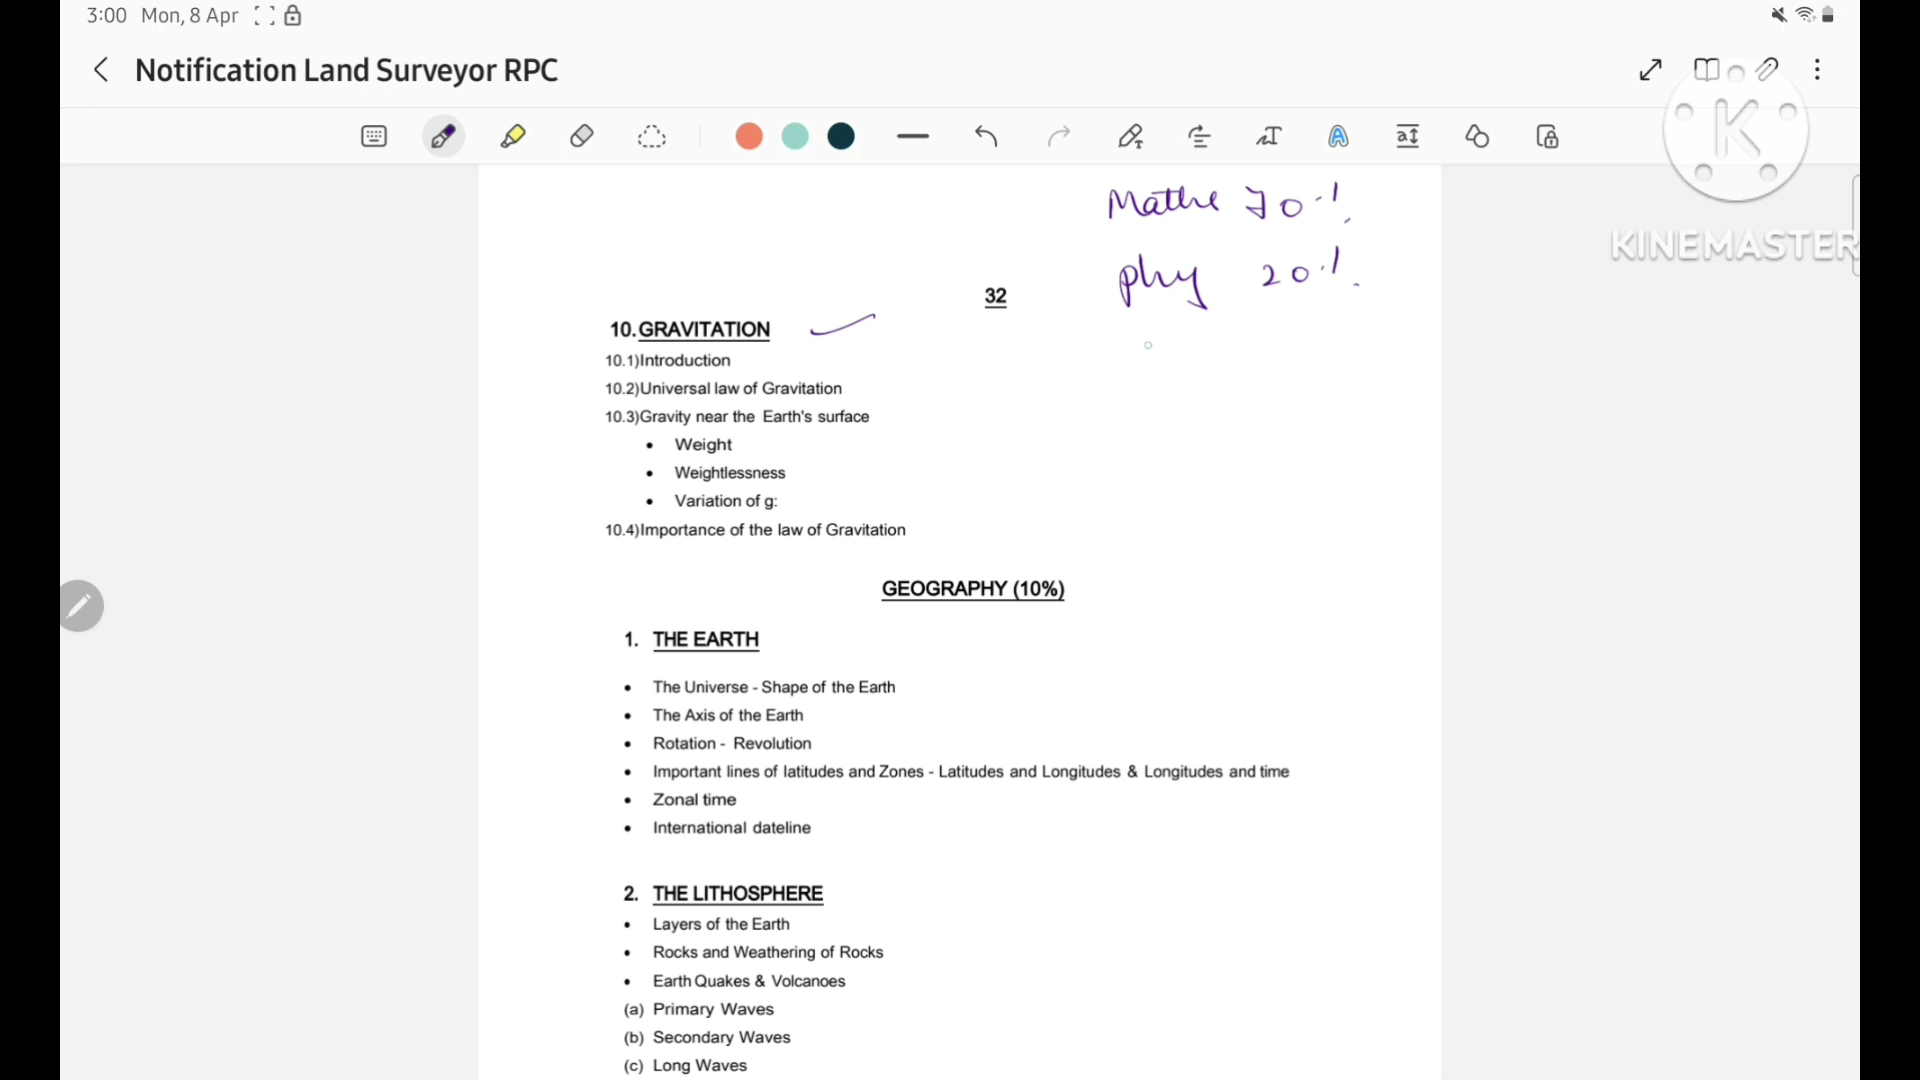 3:00 Mon, 8 Apr
Notification Land Surveyor RPC
K
KINEMASTER
Mathe 70%
phy 20%
32
10. GRAVITATION
10.1)Introduction
10.2)Universal law of Gravitation
10.3)Gravity near the Earth's surface
• Weight
• Weightlessness
• Variation of g:
10.4)Importance of the law of Gravitation
GEOGRAPHY (10%)
1. THE EARTH
• The Universe - Shape of the Earth
• The Axis of the Earth
• Rotation - Revolution
• Important lines of latitudes and Zones - Latitudes and Longitudes & Longitudes and time
• Zonal time
• International dateline
2. THE LITHOSPHERE
• Layers of the Earth
• Rocks and Weathering of Rocks
• Earth Quakes & Volcanoes
(a) Primary Waves
(b) Secondary Waves
(c) Long Waves